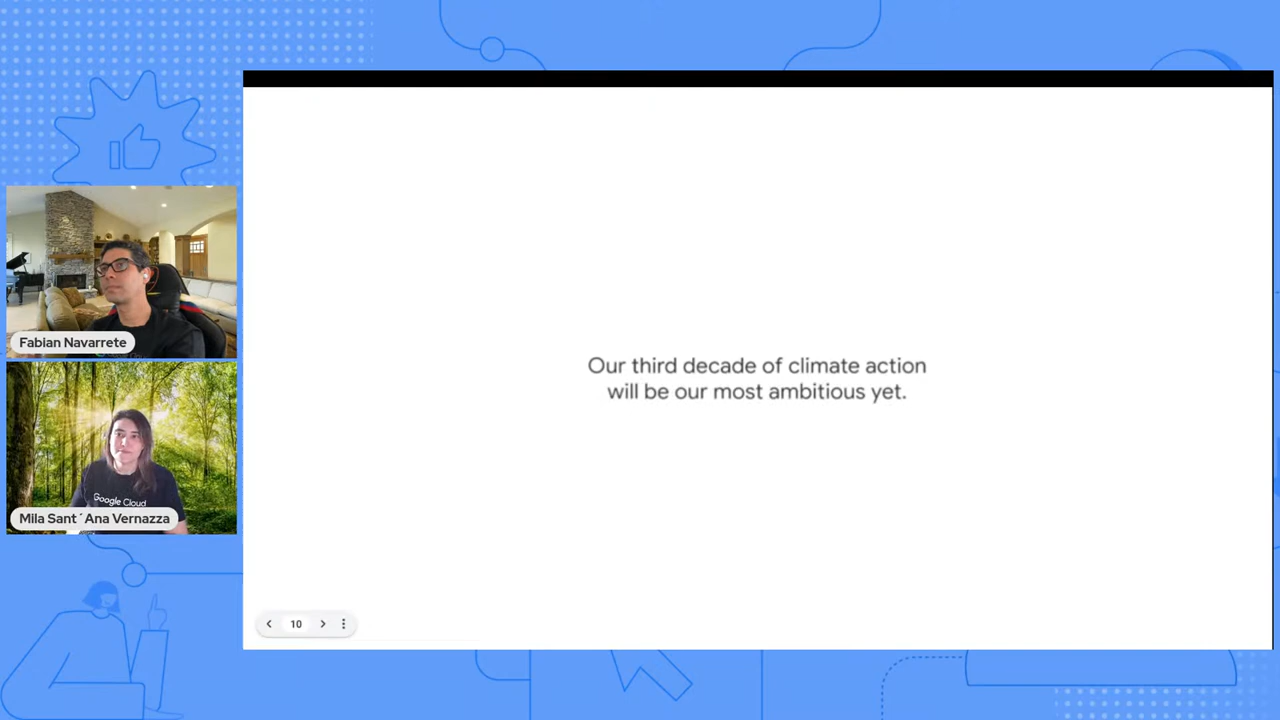 Fabian Navarrete
Google Cloud
Mila Sant´Ana Vernazza
Our third decade of climate action
will be our most ambitious yet.
10